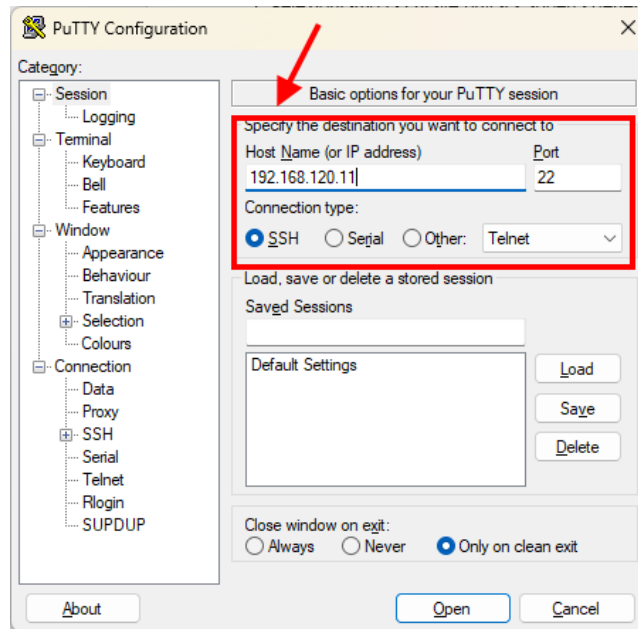 PuTTY Configuration
Category:
Session
Logging
Terminal
Keyboard
Bell
Features
Window
Appearance
Behaviour
Translation
Selection
Colours
Connection
Data
Proxy
SSH
Serial
Telnet
Rlogin
SUPDUP
Basic options for your PuTTY session
Specify the destination you want to connect to
Host Name (or IP address) Port
192.168.120.11 22
Connection type:
SSH Serial Other: Telnet
Load, save or delete a stored session
Saved Sessions
Default Settings
Load
Save
Delete
Close window on exit:
Always Never Only on clean exit
About Open Cancel